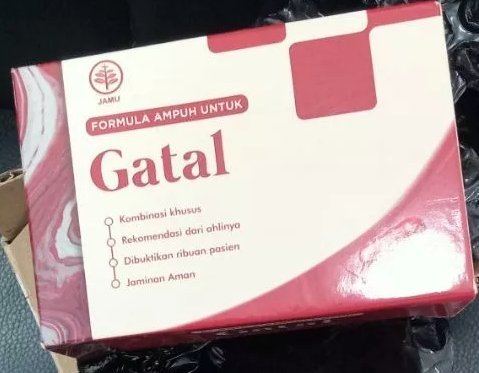 JAMU
FORMULA AMPUH UNTUK
Gatal
Kombinasi khusus
Rekomendasi dari ahlinya
Dibuktikan ribuan pasien
Jaminan Aman